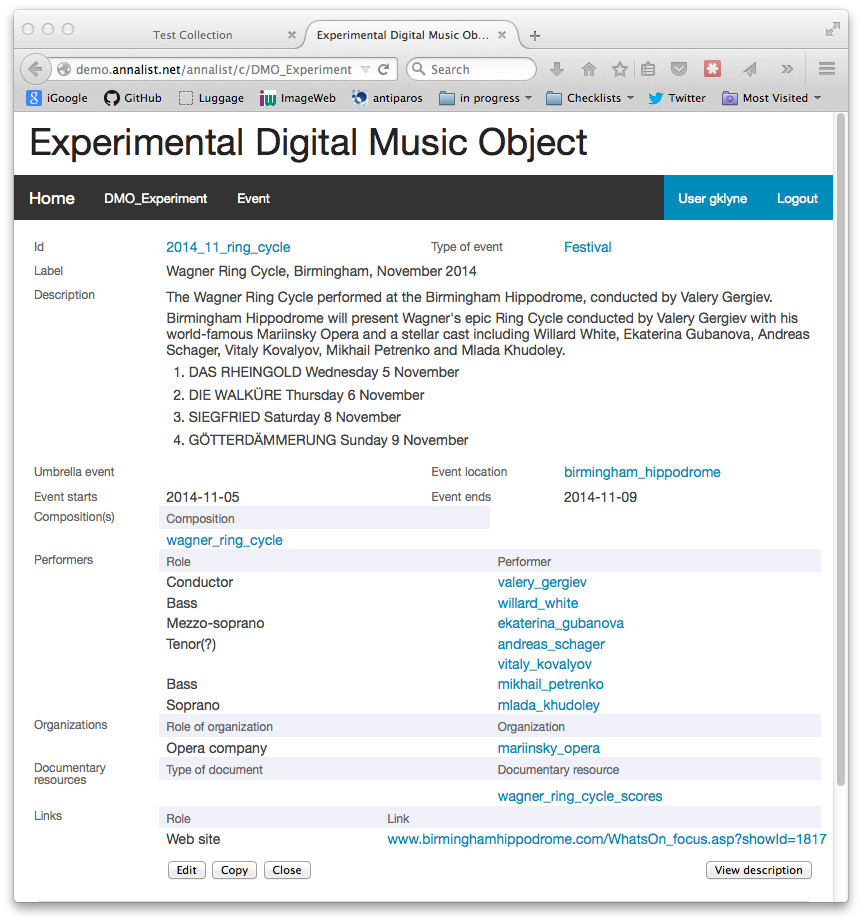 Test Collection
Experimental Digital Music Ob...
demo.annalist.net/annalist/c/DMO_Experiment
Search
iGoogle GitHub Luggage ImageWeb antiparos in progress Checklists Twitter Most Visited
Experimental Digital Music Object
Home DMO_Experiment Event User gklyne Logout
Id 2014_11_ring_cycle Type of event Festival
Label Wagner Ring Cycle, Birmingham, November 2014
Description The Wagner Ring Cycle performed at the Birmingham Hippodrome, conducted by Valery Gergiev.
Birmingham Hippodrome will present Wagner's epic Ring Cycle conducted by Valery Gergiev with his
world-famous Mariinsky Opera and a stellar cast including Willard White, Ekaterina Gubanova, Andreas
Schager, Vitaly Kovalyov, Mikhail Petrenko and Mlada Khudoley.
1. DAS RHEINGOLD Wednesday 5 November
2. DIE WALKÜRE Thursday 6 November
3. SIEGFRIED Saturday 8 November
4. GÖTTERDÄMMERUNG Sunday 9 November
Umbrella event Event location birmingham_hippodrome
Event starts 2014-11-05 Event ends 2014-11-09
Composition(s) Composition
wagner_ring_cycle
Performers Role Performer
Conductor valery_gergiev
Bass willard_white
Mezzo-soprano ekaterina_gubanova
Tenor(?) andreas_schager
vitaly_kovalyov
Bass mikhail_petrenko
Soprano mlada_khudoley
Organizations Role of organization Organization
Opera company mariinsky_opera
Documentary
resources Type of document Documentary resource
wagner_ring_cycle_scores
Links Role Link
Web site www.birminghamhippodrome.com/WhatsOn_focus.asp?showId=1817
Edit Copy Close View description